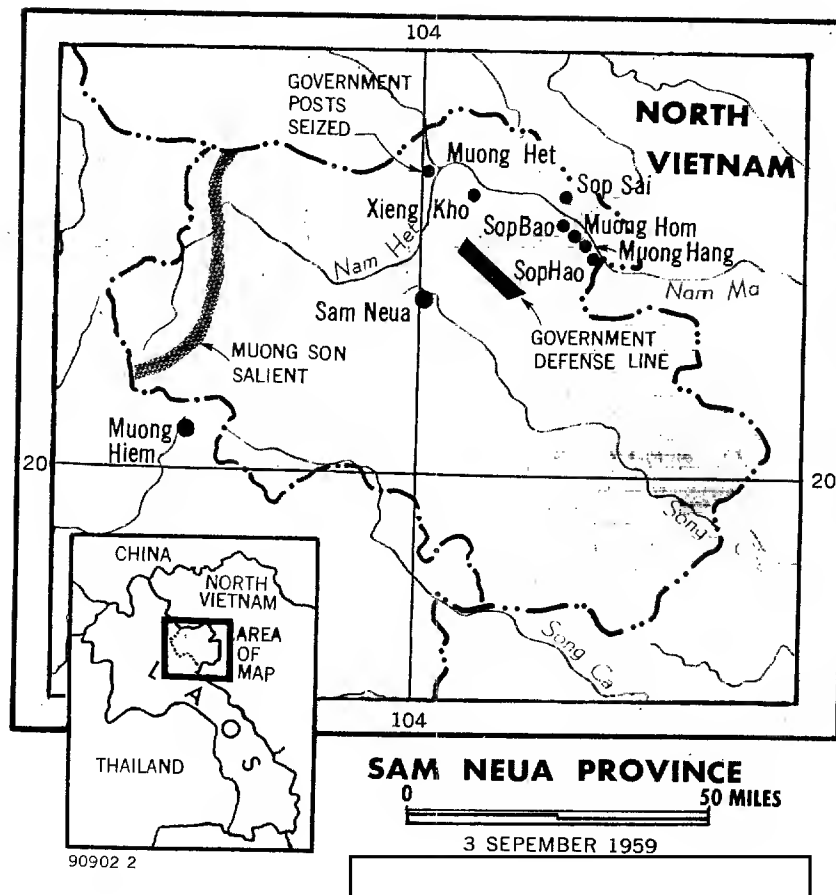 104
GOVERNMENT
POSTS
SEIZED
NORTH
VIETNAM
Muong Het
Sop Sai
Xieng Kho
SopBao
Muong Hom
Muong Hang
Nam Het
SopHao
Nam Ma
Sam Neua
GOVERNMENT
DEFENSE LINE
MUONG SON
SALIENT
Muong
Hiem
20
20
Song
CHINA
NORTH
VIETNAM
AREA
OF
MAP
LAOS
THAILAND
Song Ca
104
SAM NEUA PROVINCE
0 50 MILES
3 SEPEMBER 1959
90902 2